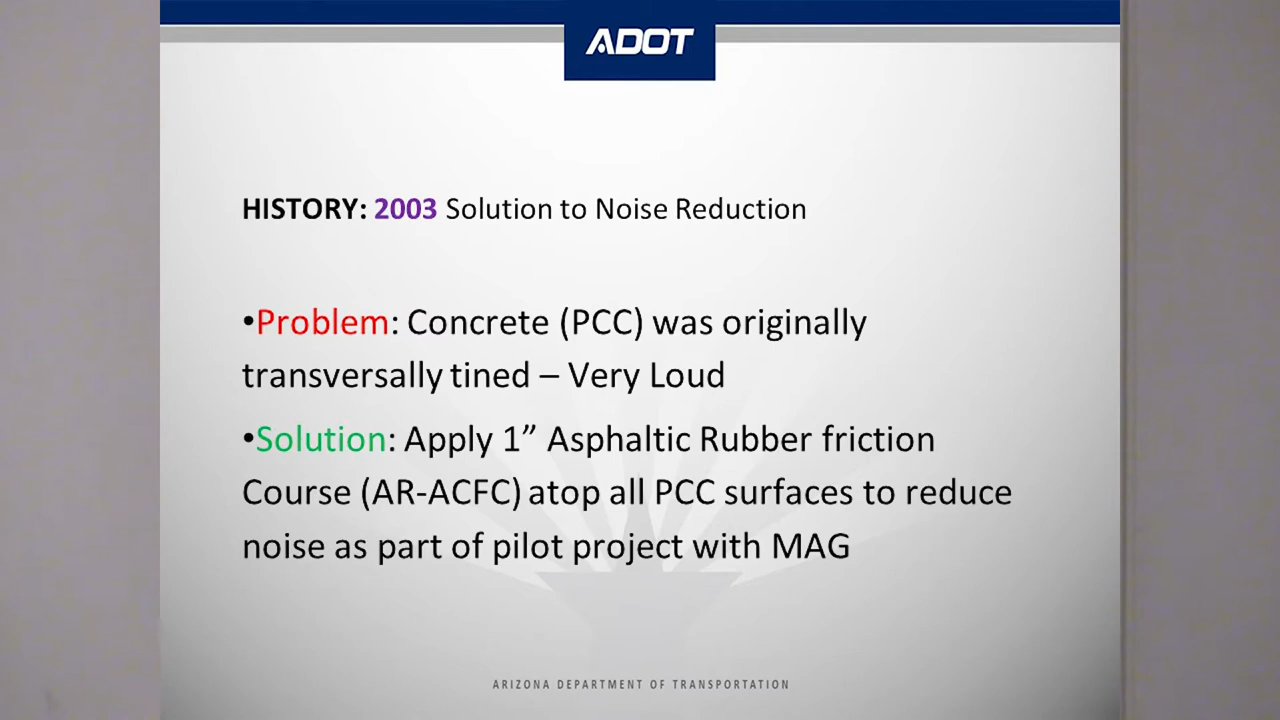 ADOT
HISTORY: 2003 Solution to Noise Reduction
•Problem: Concrete (PCC) was originally
transversally tined – Very Loud
•Solution: Apply 1” Asphaltic Rubber friction
Course (AR-ACFC) atop all PCC surfaces to reduce
noise as part of pilot project with MAG
ARIZONA DEPARTMENT OF TRANSPORTATION